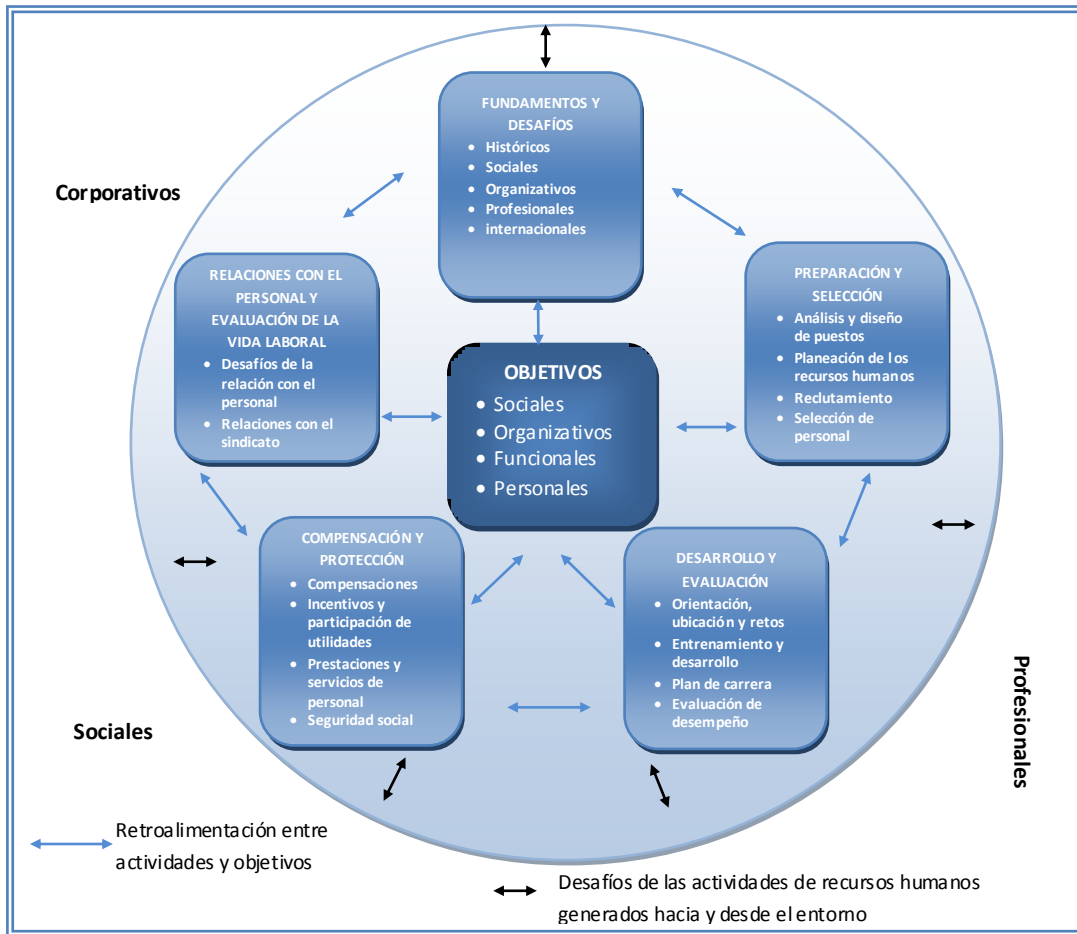 FUNDAMENTOS Y
DESAFÍOS
• Históricos
• Sociales
• Organizativos
• Profesionales
• internacionales
Corporativos
RELACIONES CON EL
PERSONAL Y
EVALUACIÓN DE LA
VIDA LABORAL
• Desafíos de la
relación con el
personal
• Relaciones con el
sindicato
PREPARACIÓN Y
SELECCIÓN
• Análisis y diseño
de puestos
• Planeación de los
recursos humanos
• Reclutamiento
• Selección de
personal
OBJETIVOS
• Sociales
• Organizativos
• Funcionales
• Personales
COMPENSACIÓN Y
PROTECCIÓN
• Compensaciones
• Incentivos y
participación de
utilidades
• Prestaciones y
servicios de
personal
• Seguridad social
DESARROLLO Y
EVALUACIÓN
• Orientación,
ubicación y retos
• Entrenamiento y
desarrollo
• Plan de carrera
• Evaluación de
desempeño
Sociales
Profesionales
Retroalimentación entre
actividades y objetivos
Desafíos de las actividades de recursos humanos
generados hacia y desde el entorno